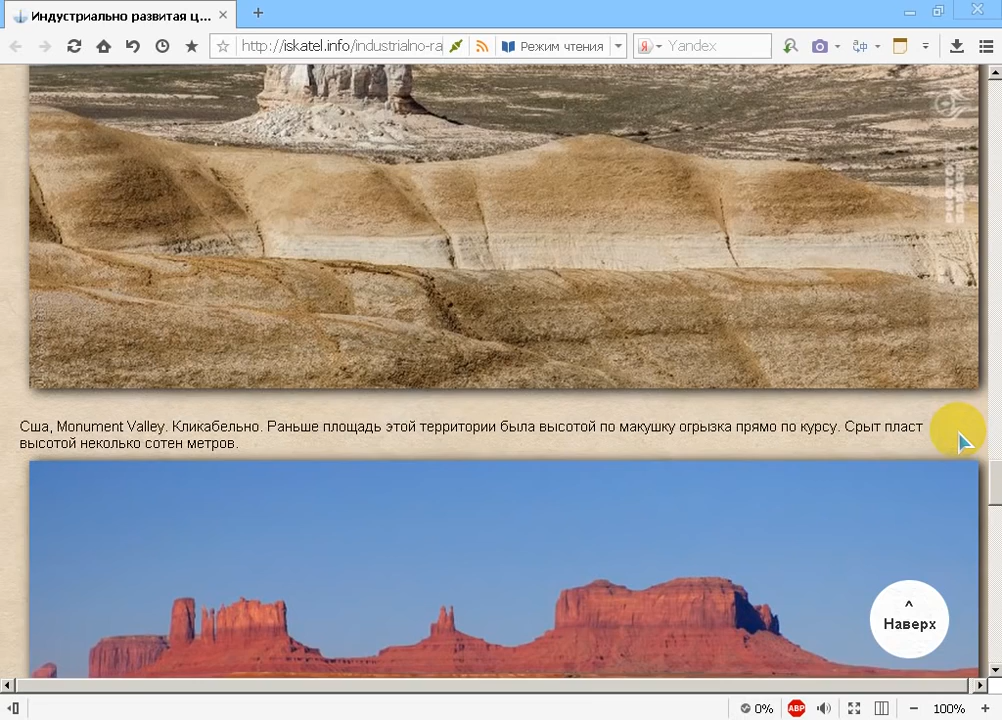 Индустриально развитая ц...
http://iskatel.info/industrialno-ra
Режим чтения
Я
Yandex
Сша, Monument Valley. Кликабельно. Раньше площадь этой территории была высотой по макушку огрызка прямо по курсу. Срыт пласт
высотой неколько сотен метров.
^
Наверх
0%
ABP
100%